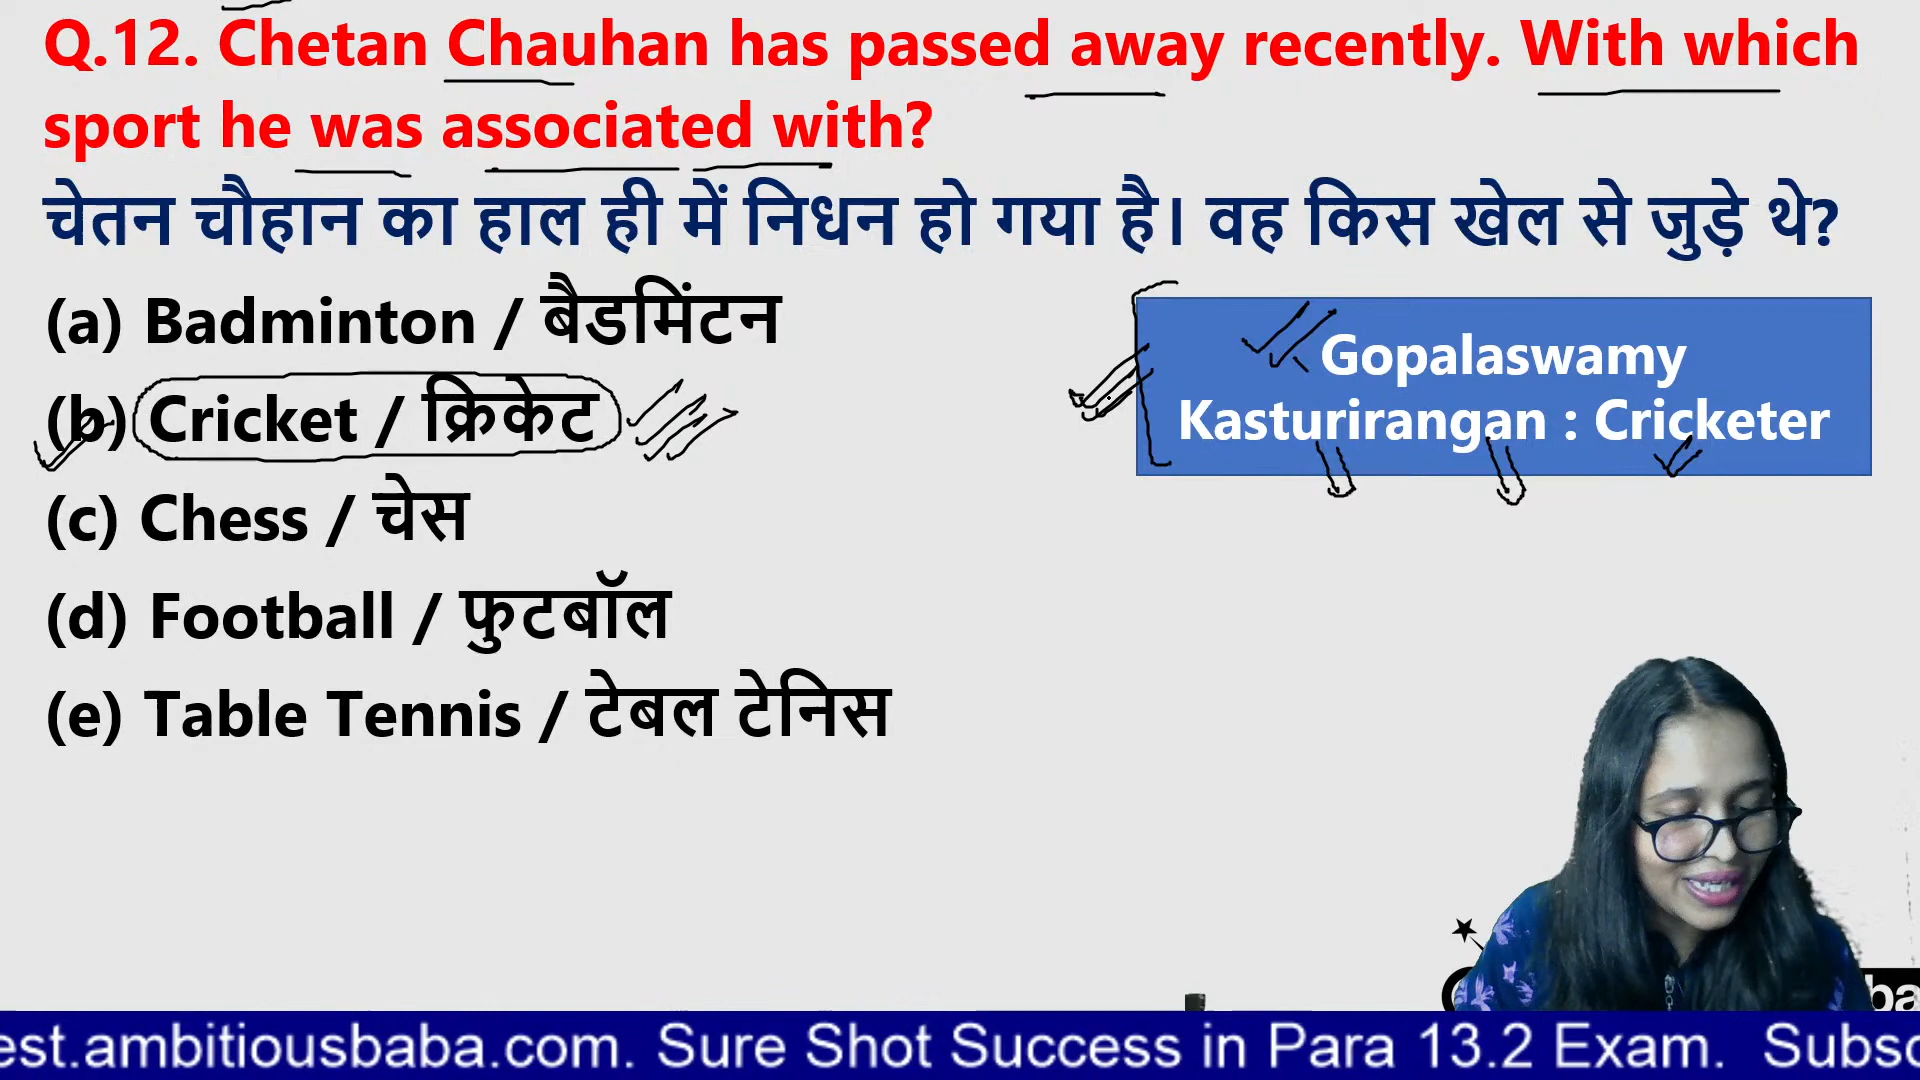 Q.12. Chetan Chauhan has passed away recently. With which
sport he was associated with?
चेतन चौहान का हाल ही में निधन हो गया है। वह किस खेल से जुड़े थे?
(a) Badminton / बैडमिंटन
(b) Cricket / क्रिकेट
(c) Chess / चेस
(d) Football / फुटबॉल
(e) Table Tennis / टेबल टेनिस
Gopalaswamy
Kasturirangan : Cricketer
ba
est.ambitiousbaba.com. Sure Shot Success in Para 13.2 Exam. Subsc